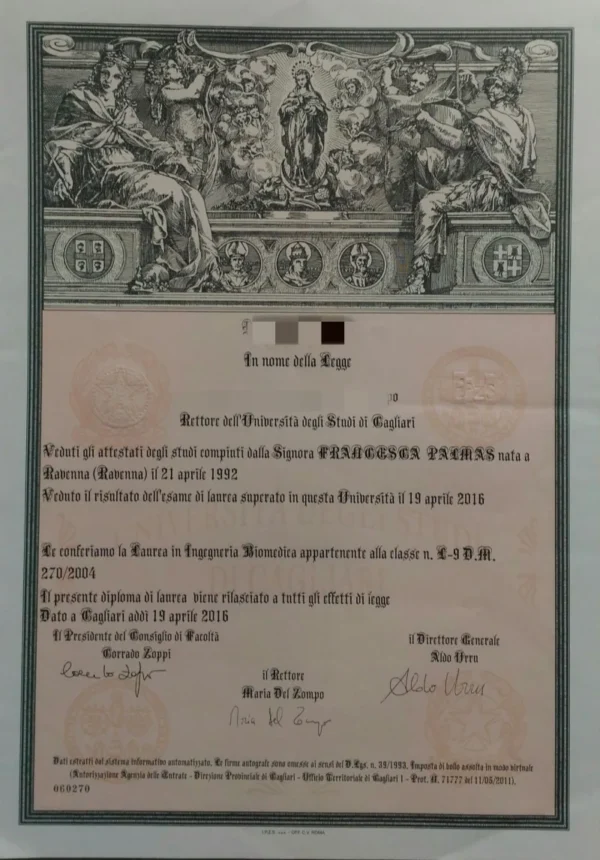 In nome della Legge
Rettore dell'Università degli Studi di Cagliari
Veduti gli attestati degli studi compiuti dalla Signora FRANCESCA PALMAS nata a
Ravenna (Ravenna) il 21 aprile 1992
Veduto il risultato dell'esame di laurea superato in questa Università il 19 aprile 2016
Le conferiamo la Laurea in Ingegneria Biomedica appartenente alla classe n. L-9 D.M.
270/2004
Il presente diploma di laurea viene rilasciato a tutti gli effetti di legge
Dato a Cagliari addì 19 aprile 2016
Il Presidente del Consiglio di Facoltà
Corrado Zoppi
il Direttore Generale
Aldo Urru
Aldo Urru
il Rettore
Maria Del Zompo
Maria Del Zompo
Dati estratti dal sistema informativo automatizzato. Le firme autografe sono omesse ai sensi del D.Lgs. n. 39/1993. Imposta di bollo assolta in modo virtuale
(Autorizzazione Agenzia delle Entrate - Direzione Provinciale di Cagliari - Ufficio Territoriale di Cagliari 1 - Prot. N. 71777 del 11/05/2011).
060270